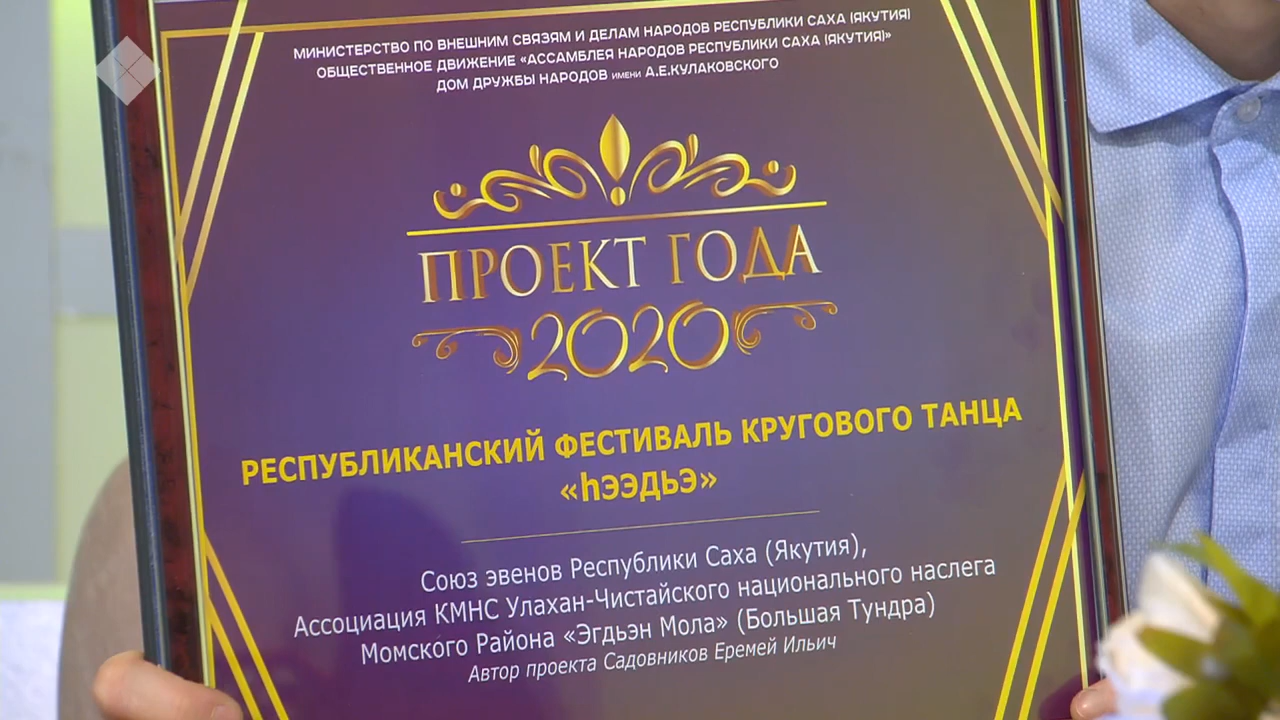 МИНИСТЕРСТВО ПО ВНЕШНИМ СВЯЗЯМ И ДЕЛАМ НАРОДОВ РЕСПУБЛИКИ САХА (ЯКУТИЯ)
ОБЩЕСТВЕННОЕ ДВИЖЕНИЕ «АССАМБЛЕЯ НАРОДОВ РЕСПУБЛИКИ САХА (ЯКУТИЯ)»
ДОМ ДРУЖБЫ НАРОДОВ ИМЕНИ А.Е.КУЛАКОВСКОГО
ПРОЕКТ ГОДА
2020
РЕСПУБЛИКАНСКИЙ ФЕСТИВАЛЬ КРУГОВОГО ТАНЦА
«һЭЭДЬЭ»
Союз эвенов Республики Саха (Якутия),
Ассоциация КМНС Улахан-Чистайского национального наслега
Момского Района «Эгдьэн Мола» (Большая Тундра)
Автор проекта Садовников Еремей Ильич